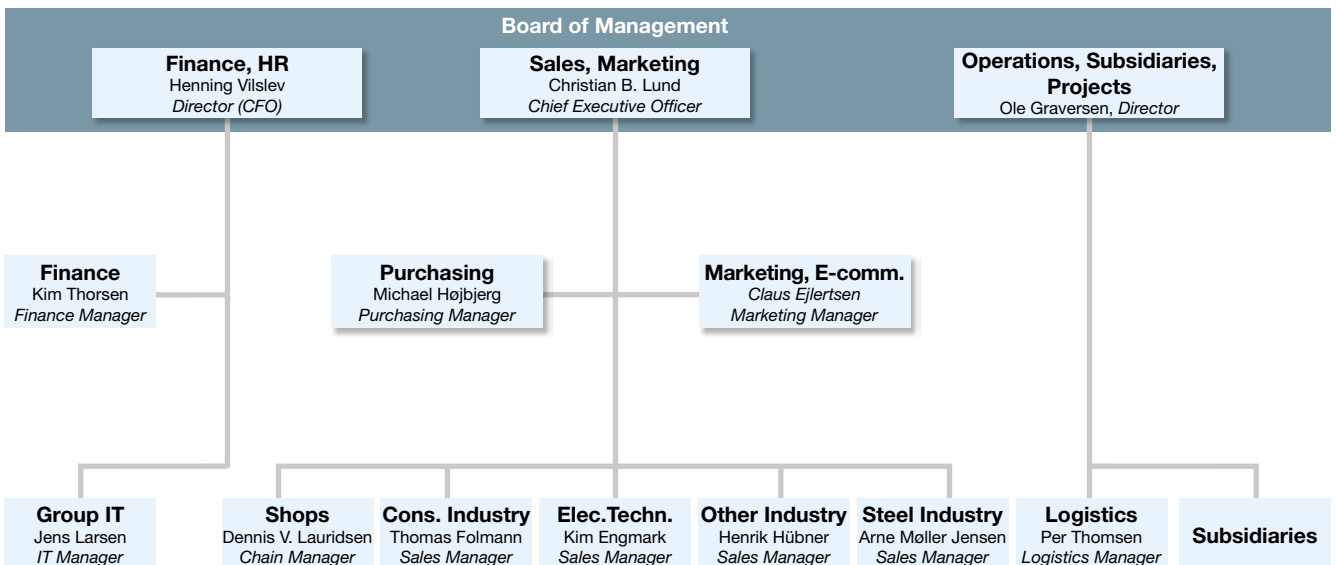 Board of Management
Finance, HR
Henning Vilslev
Director (CFO)
Sales, Marketing
Christian B. Lund
Chief Executive Officer
Operations, Subsidiaries,
Projects
Ole Graversen, Director
Finance
Kim Thorsen
Finance Manager
Purchasing
Michael Højbjerg
Purchasing Manager
Marketing, E-comm.
Claus Ejlertsen
Marketing Manager
Group IT
Jens Larsen
IT Manager
Shops
Dennis V. Lauridsen
Chain Manager
Cons. Industry
Thomas Folmann
Sales Manager
Elec.Techn.
Kim Engmark
Sales Manager
Other Industry
Henrik Hübner
Sales Manager
Steel Industry
Arne Møller Jensen
Sales Manager
Logistics
Per Thomsen
Logistics Manager
Subsidiaries